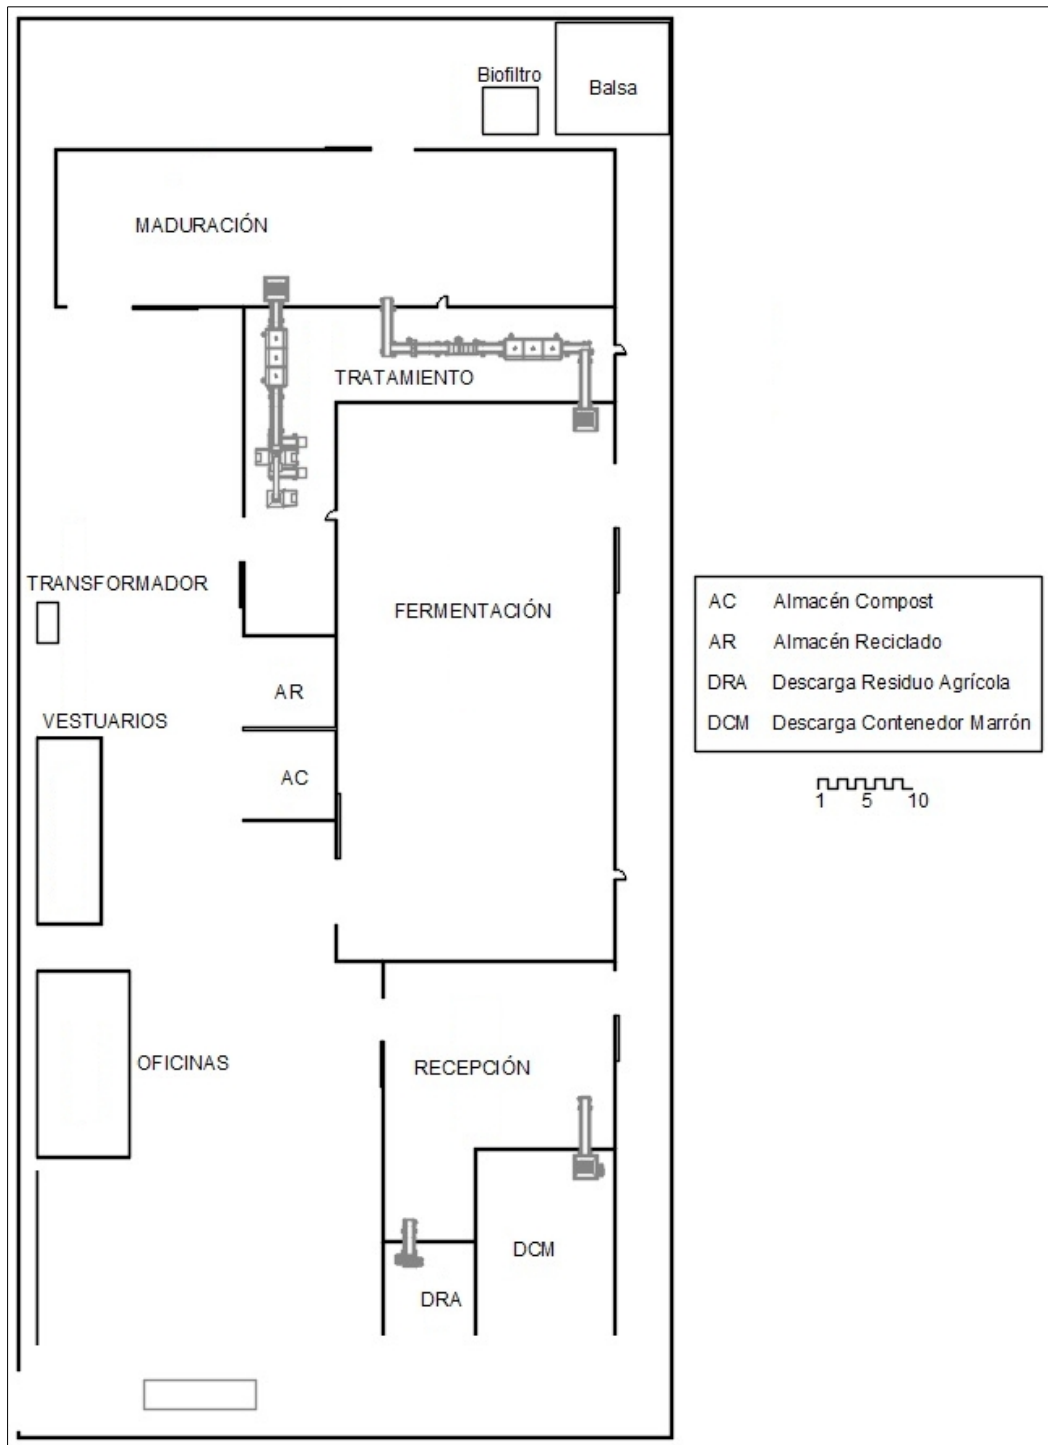 Biofiltro
Balsa
MADURACIÓN
TRATAMIENTO
TRANSFORMADOR
FERMENTACIÓN
AC Almacén Compost
AR Almacén Reciclado
DRA Descarga Residuo Agrícola
DCM Descarga Contenedor Marrón
AR
VESTUARIOS
AC
1 5 10
OFICINAS
RECEPCIÓN
DCM
DRA